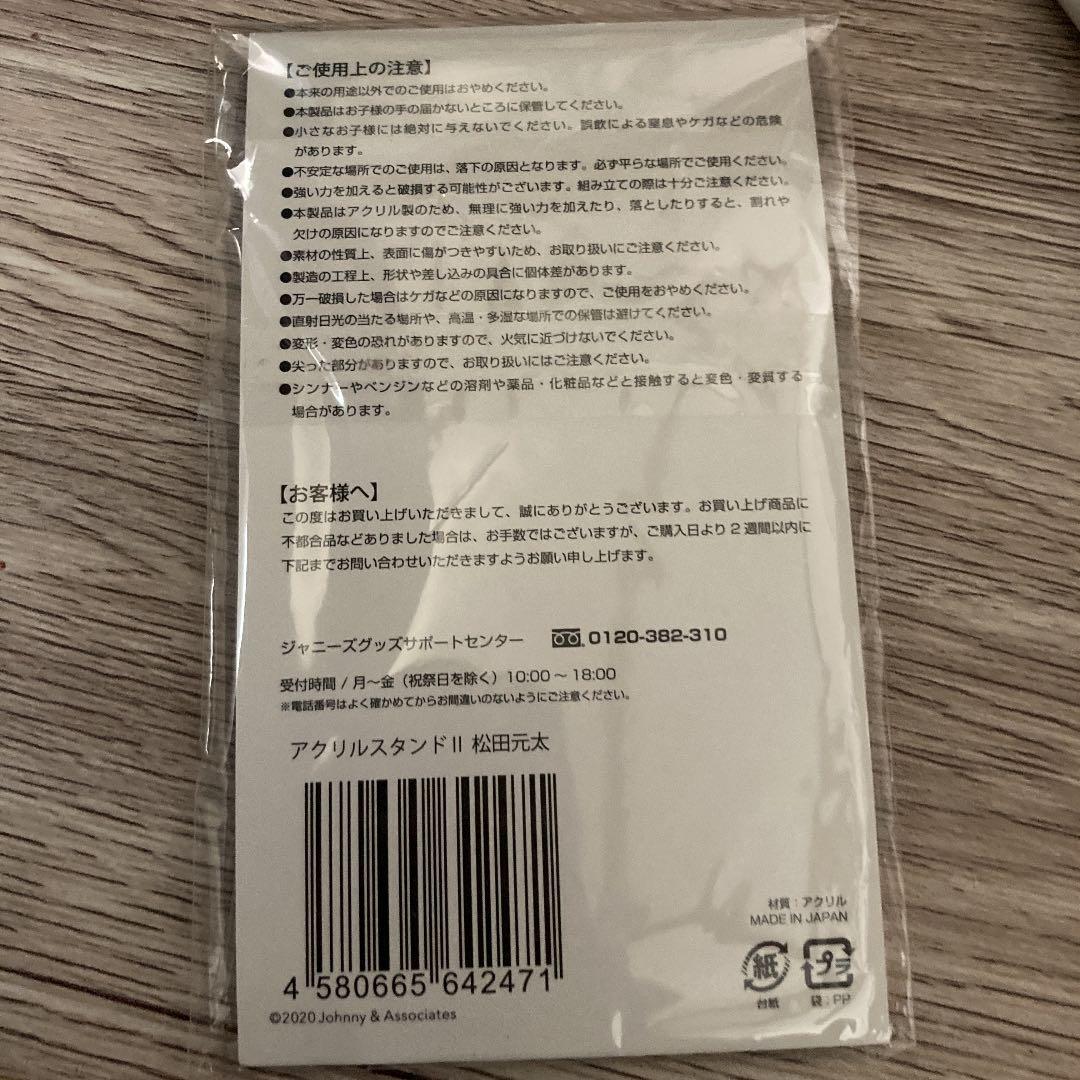 【ご使用上の注意】
●本来の用途以外でのご使用はおやめください。
●本製品はお子様の手の届かないところに保管してください。
●小さなお子様には絶対に与えないでください。誤飲による窒息やケガなどの危険
があります。
●不安定な場所でのご使用は、落下の原因となります。必ず平らな場所でご使用ください。
●強い力を加えると破損する可能性がございます。組み立ての際は十分ご注意ください。
●本製品はアクリル製のため、無理に強い力を加えたり、落としたりすると、割れや
欠けの原因になりますのでご注意ください。
●素材の性質上、表面に傷がつきやすいため、お取り扱いにご注意ください。
●製造の工程上、形状や差し込みの具合に個体差があります。
●万一破損した場合はケガなどの原因になりますので、ご使用をおやめください。
●直射日光の当たる場所や、高温・多湿な場所での保管は避けてください。
●変形・変色の恐れがありますので、火気に近づけないでください。
●尖った部分がありますので、お取り扱いにはご注意ください。
●シンナーやベンジンなどの溶剤や薬品・化粧品などと接触すると変色・変質する
場合があります。
【お客様へ】
この度はお買い上げいただきまして、誠にありがとうございます。お買い上げ商品に
不都合品などありました場合は、お手数ではございますが、ご購入日より2週間以内に
下記までお問い合わせいただきますようお願い申し上げます。
ジャニーズグッズサポートセンター 0120-382-310
受付時間 / 月～金（祝祭日を除く）10:00 ～ 18:00
※電話番号はよく確かめてからお間違いのないようにご注意ください。
アクリルスタンドII 松田元太
4 580665 642471
©2020 Johnny & Associates
材質：アクリル
MADE IN JAPAN
紙 プラ
台紙 袋：PP